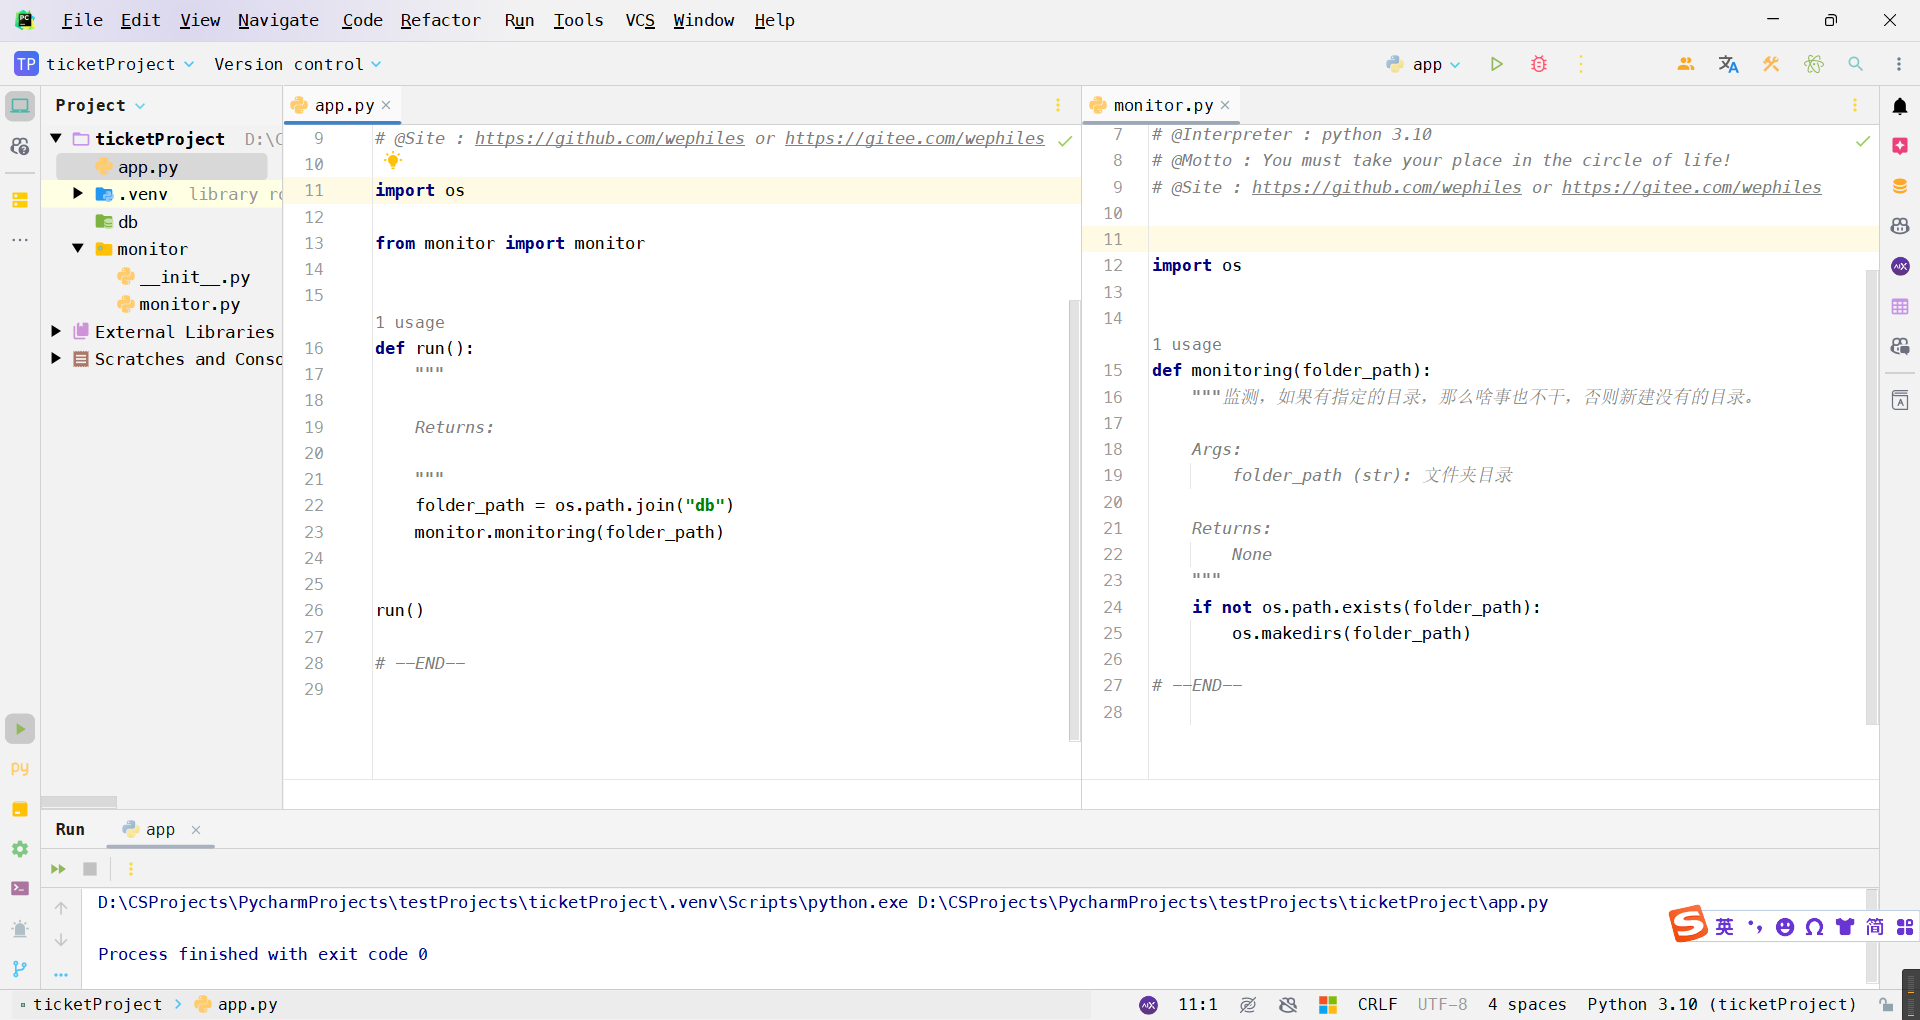 File Edit View Navigate Code Refactor Run Tools VCS Window Help
TP ticketProject Version control app
Project
ticketProject D:\C
app.py
.venv library ro
db
monitor
__init__.py
monitor.py
External Libraries
Scratches and Consc
app.py
9 # @Site : https://github.com/wephiles or https://gitee.com/wephiles
10
11 import os
12
13 from monitor import monitor
14
15
1 usage
16 def run():
17 """
18
19 Returns:
20
21 """
22 folder_path = os.path.join("db")
23 monitor.monitoring(folder_path)
24
25
26 run()
27
28 # --END--
29
monitor.py
7 # @Interpreter : python 3.10
8 # @Motto : You must take your place in the circle of life!
9 # @Site : https://github.com/wephiles or https://gitee.com/wephiles
10
11
12 import os
13
14
1 usage
15 def monitoring(folder_path):
16 """监测，如果有指定的目录，那么啥事也不干，否则新建没有的目录。
17
18 Args:
19 folder_path (str): 文件夹目录
20
21 Returns:
22 None
23 """
24 if not os.path.exists(folder_path):
25 os.makedirs(folder_path)
26
27 # --END--
28
Run app
D:\CSProjects\PycharmProjects\testProjects\ticketProject\.venv\Scripts\python.exe D:\CSProjects\PycharmProjects\testProjects\ticketProject\app.py
Process finished with exit code 0
英 简
ticketProject app.py
11:1 CRLF UTF-8 4 spaces Python 3.10 (ticketProject)